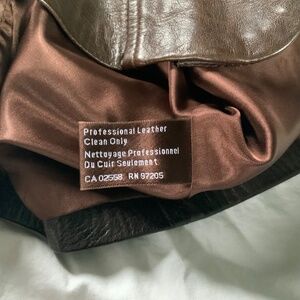 Professional Leather
Clean Only
Nettoyage Professionnel
Du Cuir Seulement
CA 02558 RN 97205